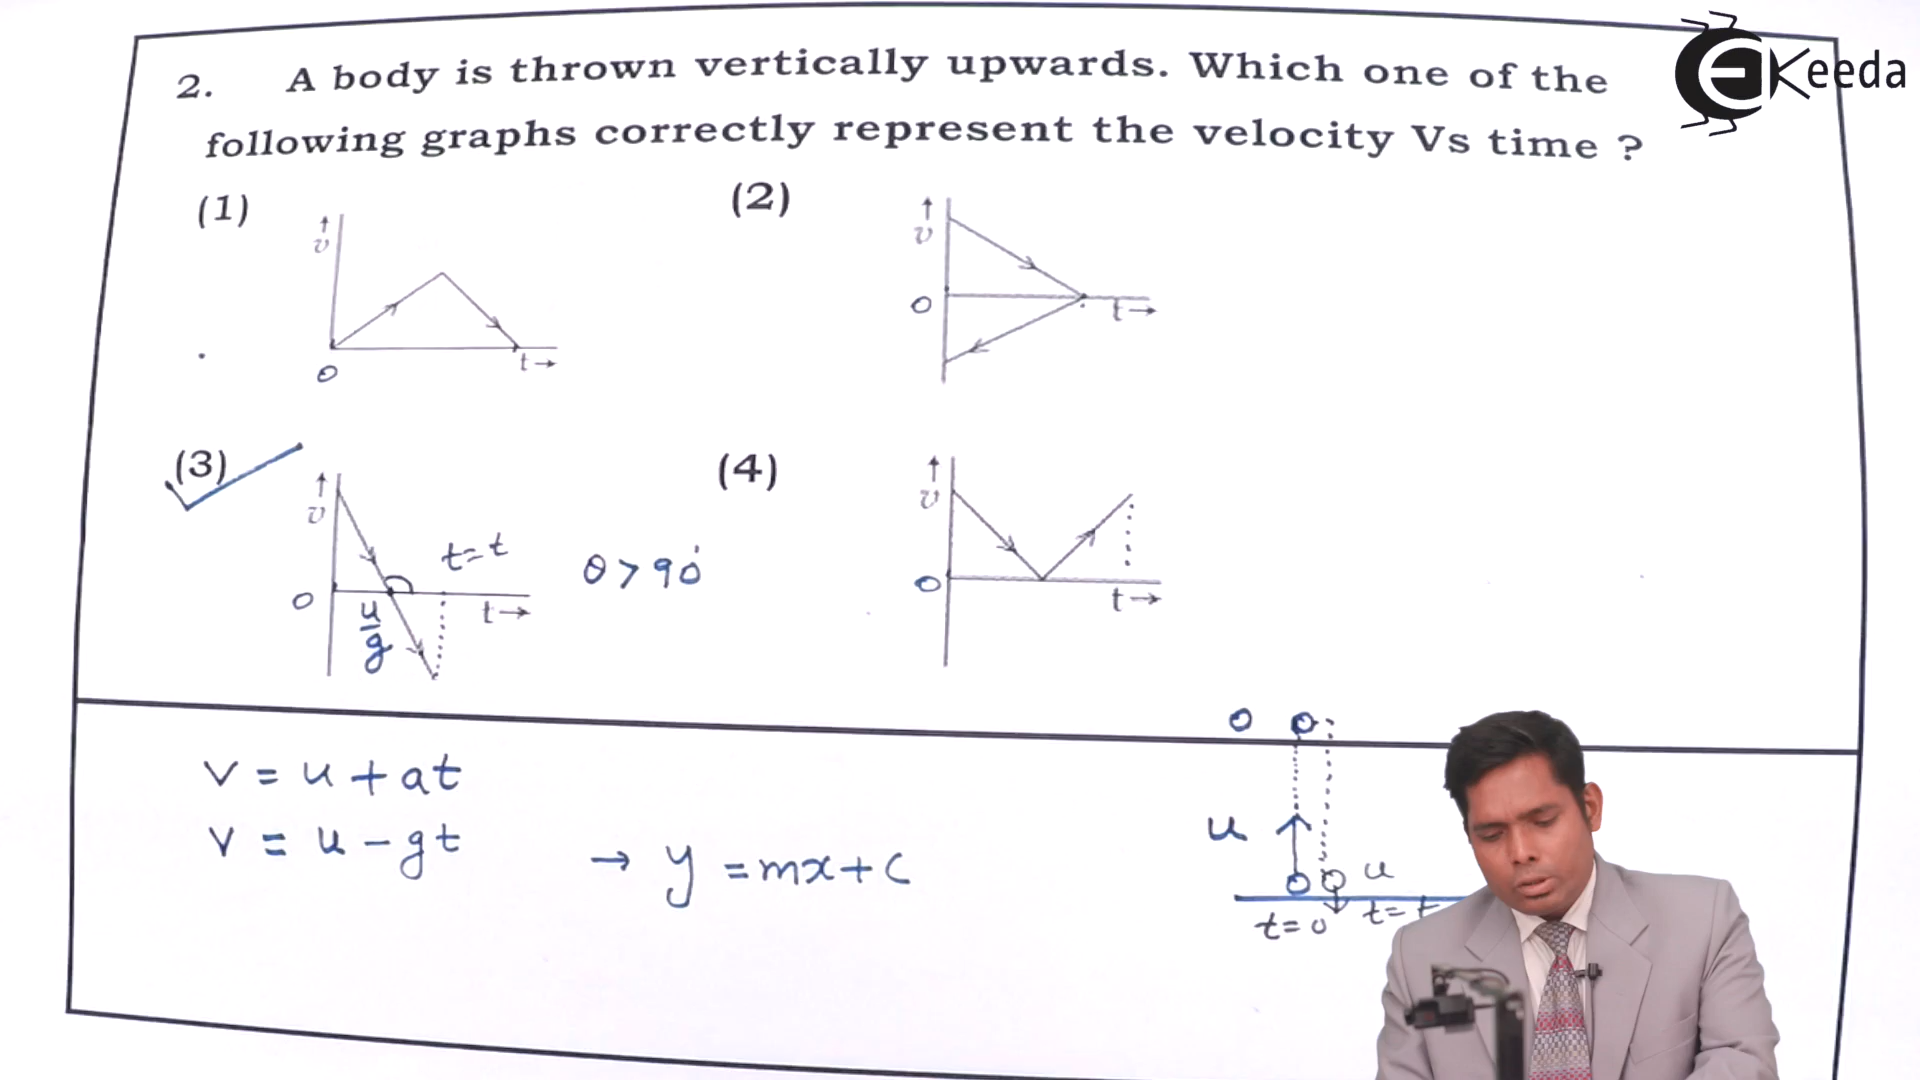 EKeeda
2. A body is thrown vertically upwards. Which one of the
following graphs correctly represent the velocity Vs time ?
(1)
↑
v
O
t→
(2)
↑
v
O
t→
(3)
↑
v
t=t
θ > 90°
O
u/g
t→
(4)
↑
v
O
t→
v = u + at
v = u - gt
→ y = mx + c
O O
u
u
t=0
t=t